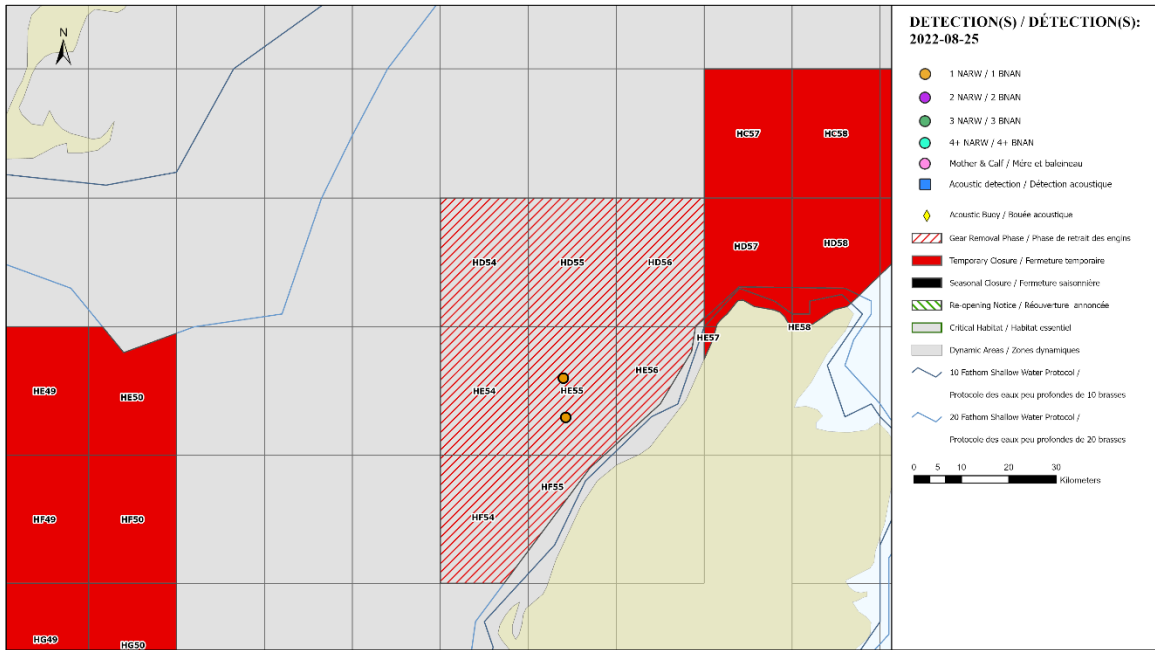 N
HC57
HC58
HD54
HD55
HD56
HD57
HD58
HE58
HE57
HE49
HE50
HE54
HE55
HE56
HF49
HF50
HF54
HF55
HG49
HG50
DETECTION(S) / DÉTECTION(S):
2022-08-25
1 NARW / 1 BNAN
2 NARW / 2 BNAN
3 NARW / 3 BNAN
4+ NARW / 4+ BNAN
Mother & Calf / Mère et baleineau
Acoustic detection / Détection acoustique
Acoustic Buoy / Bouée acoustique
Gear Removal Phase / Phase de retrait des engins
Temporary Closure / Fermeture temporaire
Seasonal Closure / Fermeture saisonnière
Re-opening Notice / Réouverture annoncée
Critical Habitat / Habitat essentiel
Dynamic Areas / Zones dynamiques
10 Fathom Shallow Water Protocol /
Protocole des eaux peu profondes de 10 brasses
20 Fathom Shallow Water Protocol /
Protocole des eaux peu profondes de 20 brasses
0 5 10 20 30
Kilometers